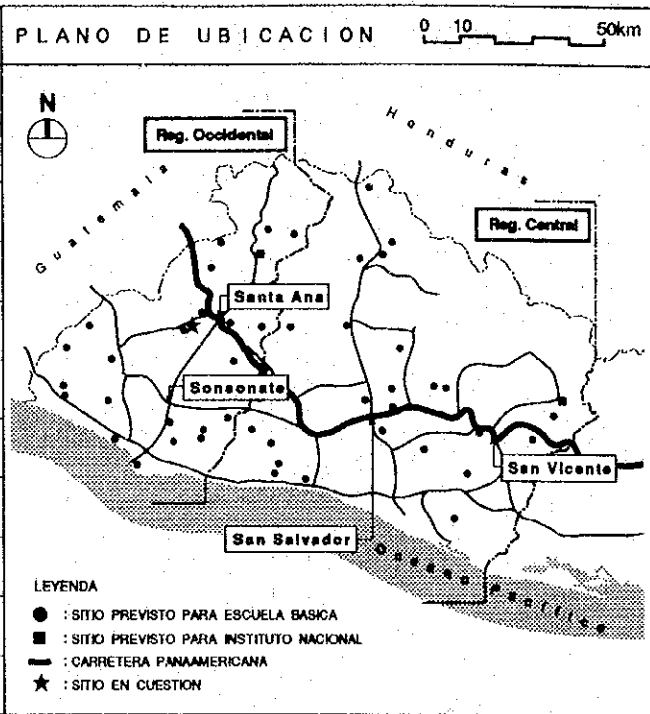 PLANO DE UBICACION
0 10 50km
N
Reg. Occidental
Honduras
Guatemala
Reg. Central
Santa Ana
Sonsonate
San Vicente
San Salvador
Oceano Pacifico
LEYENDA
● : SITIO PREVISTO PARA ESCUELA BASICA
■ : SITIO PREVISTO PARA INSTITUTO NACIONAL
: CARRETERA PANAAMERICANA
★ : SITIO EN CUESTION